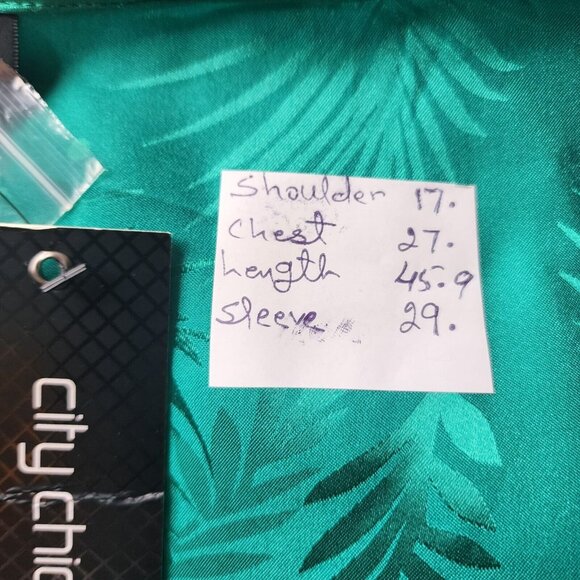 Shoulder 17.
Chest 27.
Length 45.9
Sleeve 29.
city chic